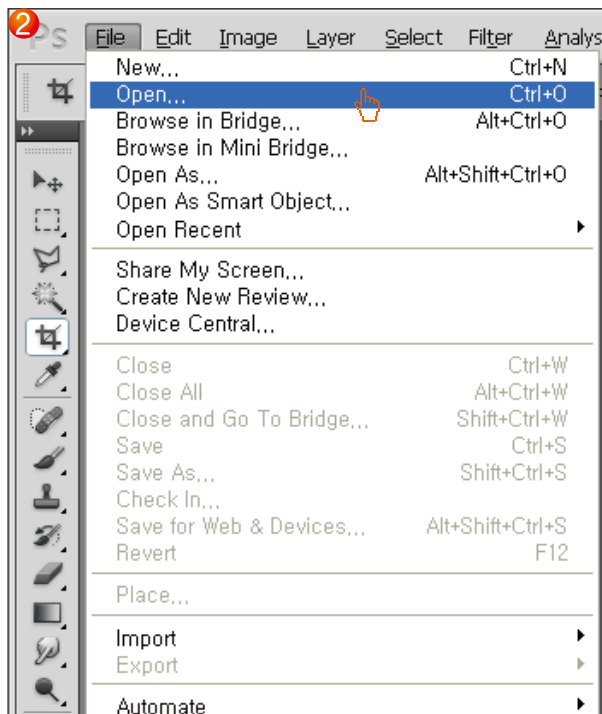 2
Ps File Edit Image Layer Select Filter Analys
New... Ctrl+N
Open... Ctrl+O
Browse in Bridge... Alt+Ctrl+O
Browse in Mini Bridge...
Open As... Alt+Shift+Ctrl+O
Open As Smart Object...
Open Recent
Share My Screen...
Create New Review...
Device Central...
Close Ctrl+W
Close All Alt+Ctrl+W
Close and Go To Bridge... Shift+Ctrl+W
Save Ctrl+S
Save As... Shift+Ctrl+S
Check In...
Save for Web & Devices... Alt+Shift+Ctrl+S
Revert F12
Place...
Import
Export
Automate